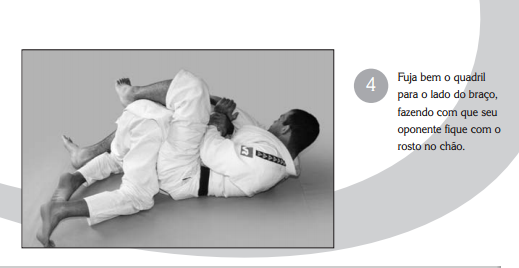 4
Fuja bem o quadril
para o lado do braço,
fazendo com que seu
oponente fique com o
rosto no chão.